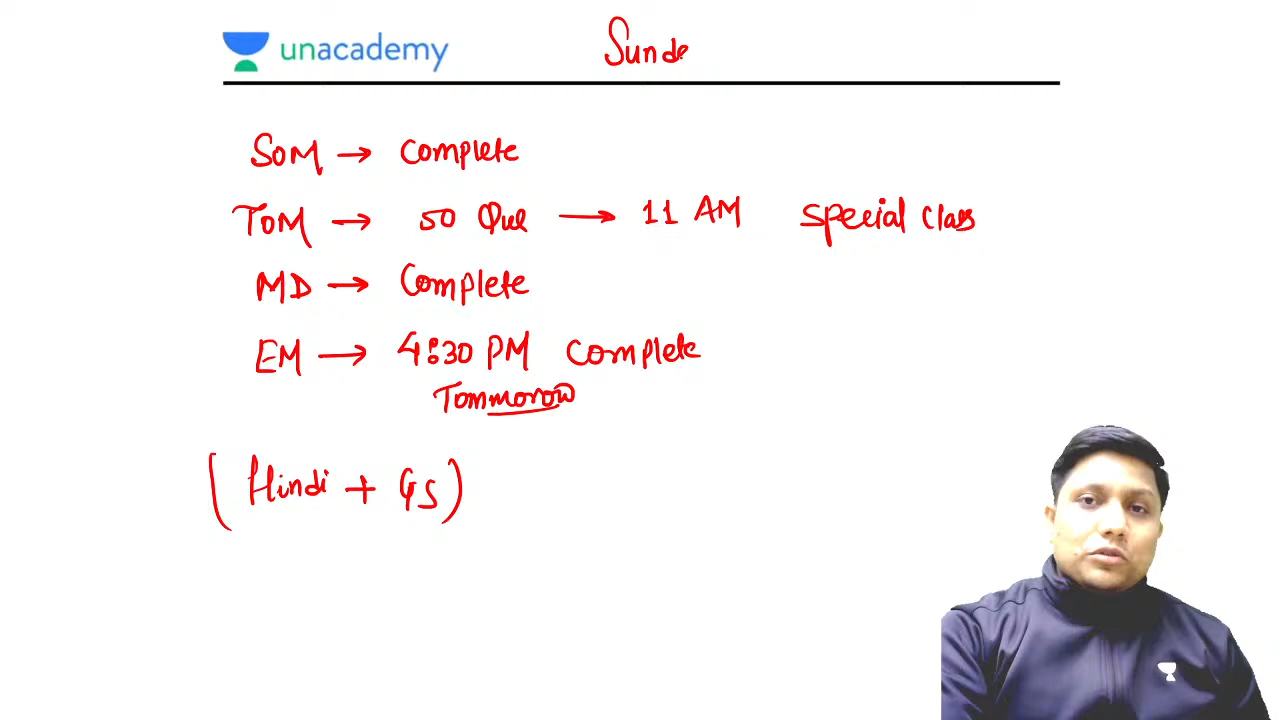 unacademy Sunde
SOM → Complete
TOM → 50 Que → 11 AM Special class
MD → Complete
EM → 4:30 PM Complete
Tommorow
(Hindi + GS)